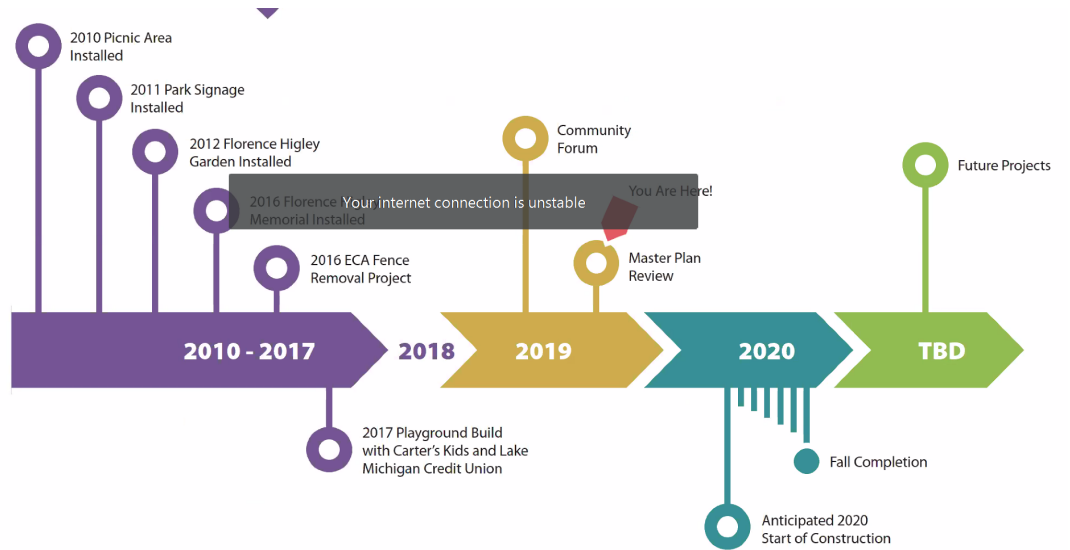 2010 Picnic Area
Installed
2011 Park Signage
Installed
2012 Florence Higley
Garden Installed
2016 Florence
Memorial Installed
Your internet connection is unstable
2016 ECA Fence
Removal Project
Community
Forum
You Are Here!
Master Plan
Review
Future Projects
2010 - 2017
2018
2019
2020
TBD
2017 Playground Build
with Carter's Kids and Lake
Michigan Credit Union
Fall Completion
Anticipated 2020
Start of Construction